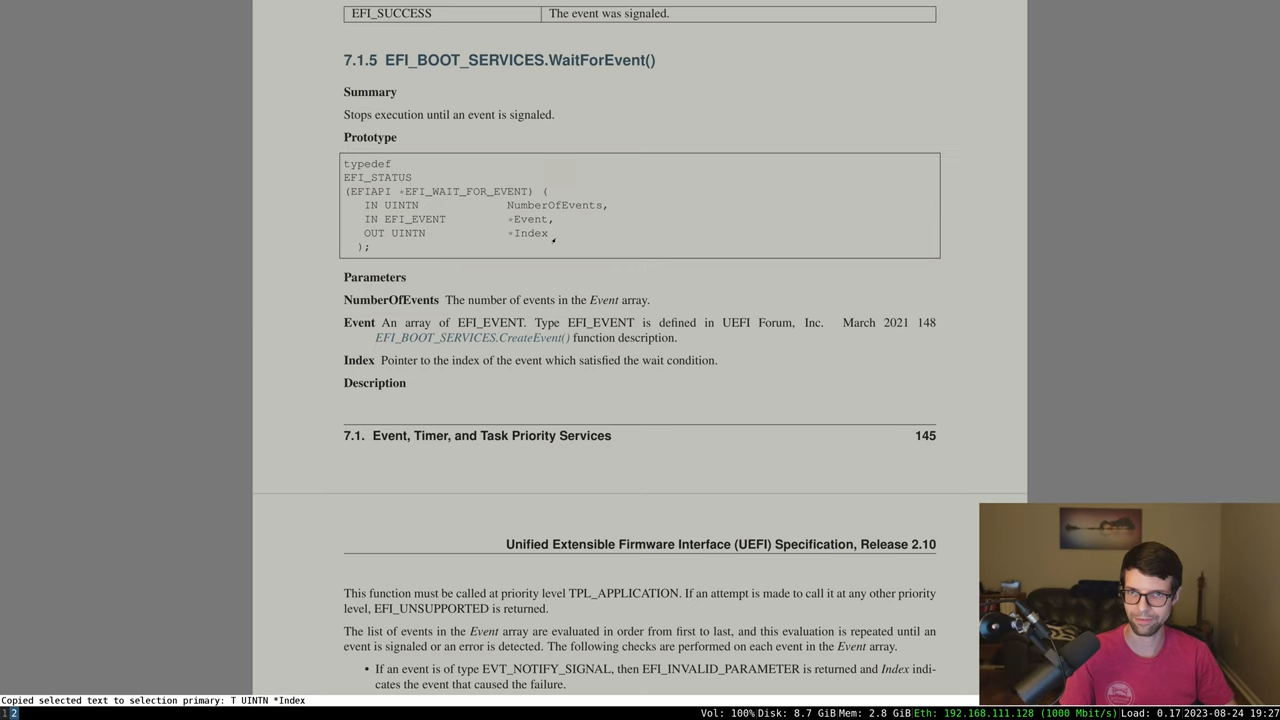 EFI_SUCCESS The event was signaled.
7.1.5 EFI_BOOT_SERVICES.WaitForEvent()
Summary
Stops execution until an event is signaled.
Prototype
typedef
EFI_STATUS
(EFIAPI *EFI_WAIT_FOR_EVENT) (
IN UINTN NumberOfEvents,
IN EFI_EVENT *Event,
OUT UINTN *Index
);
Parameters
NumberOfEvents The number of events in the Event array.
Event An array of EFI_EVENT. Type EFI_EVENT is defined in UEFI Forum, Inc. March 2021 148
EFI_BOOT_SERVICES.CreateEvent() function description.
Index Pointer to the index of the event which satisfied the wait condition.
Description
7.1. Event, Timer, and Task Priority Services 145
Unified Extensible Firmware Interface (UEFI) Specification, Release 2.10
This function must be called at priority level TPL_APPLICATION. If an attempt is made to call it at any other priority
level, EFI_UNSUPPORTED is returned.
The list of events in the Event array are evaluated in order from first to last, and this evaluation is repeated until an
event is signaled or an error is detected. The following checks are performed on each event in the Event array.
• If an event is of type EVT_NOTIFY_SIGNAL, then EFI_INVALID_PARAMETER is returned and Index indi-
cates the event that caused the failure.
Copied selected text to selection primary: T UINTN *Index
1 2 Vol: 100% Disk: 8.7 GiB Mem: 2.8 GiB Eth: 192.168.111.128 (1000 Mbit/s) Load: 0.17 2023-08-24 19:27